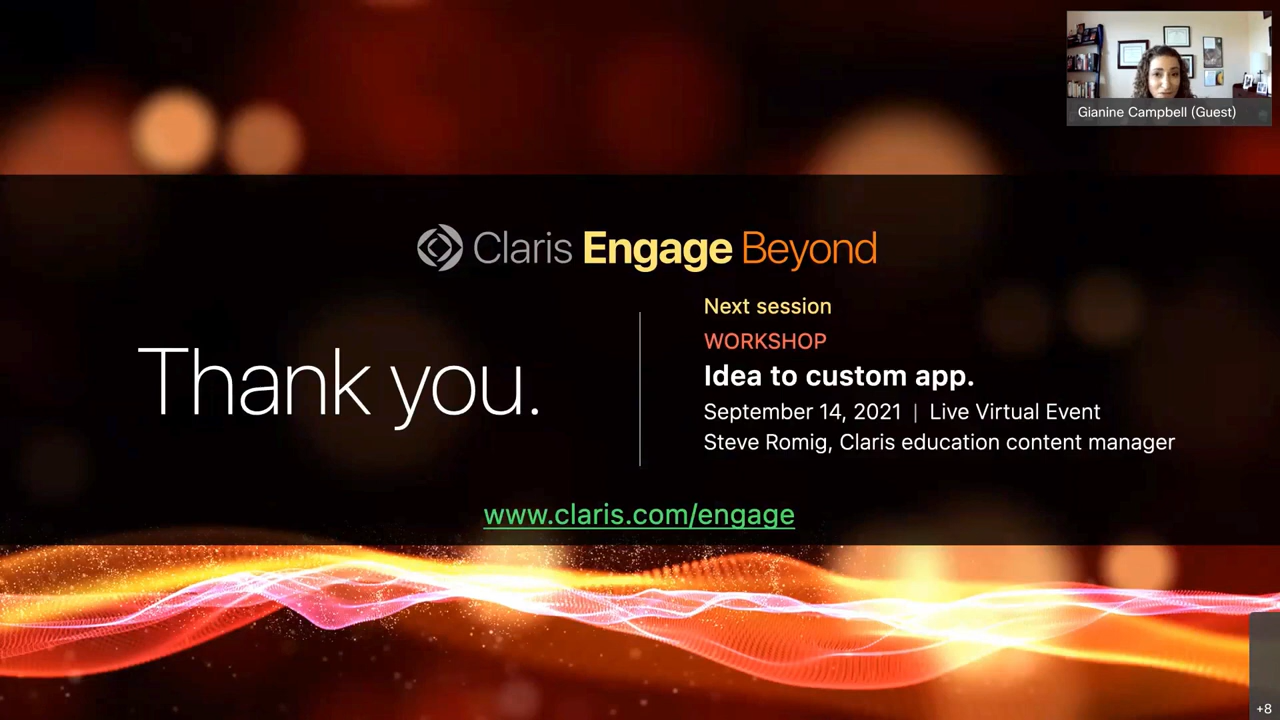 Gianine Campbell (Guest)
Claris Engage Beyond
Thank you.
Next session
WORKSHOP
Idea to custom app.
September 14, 2021 | Live Virtual Event
Steve Romig, Claris education content manager
www.claris.com/engage
+8